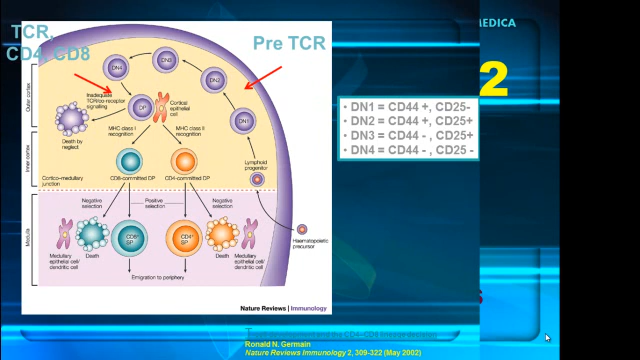 TCR,
CD4, CD8
Pre TCR
MEDICA
2
DN4
DN3
DN2
DN1
DP
Outer cortex
Inadequate
TCR/co-receptor
signalling
Cortical
epithelial
cell
Death by
neglect
MHC class I
recognition
MHC class II
recognition
Inner cortex
Lymphoid
progenitor
CD8-committed DP
CD4-committed DP
Cortico-medullary
junction
Negative
selection
Positive
selection
Negative
selection
Medulla
CD8+
SP
CD4+
SP
Haematopoietic
precursor
Medullary
epithelial cell/
dendritic cell
Death
Death
Medullary
epithelial cell/
dendritic cell
Emigration to periphery
Nature Reviews | Immunology
• DN1 = CD44 +, CD25-
• DN2 = CD44 +, CD25+
• DN3 = CD44 - , CD25+
• DN4 = CD44 - , CD25 -
Ronald N. Germain
Nature Reviews Immunology 2, 309-322 (May 2002)